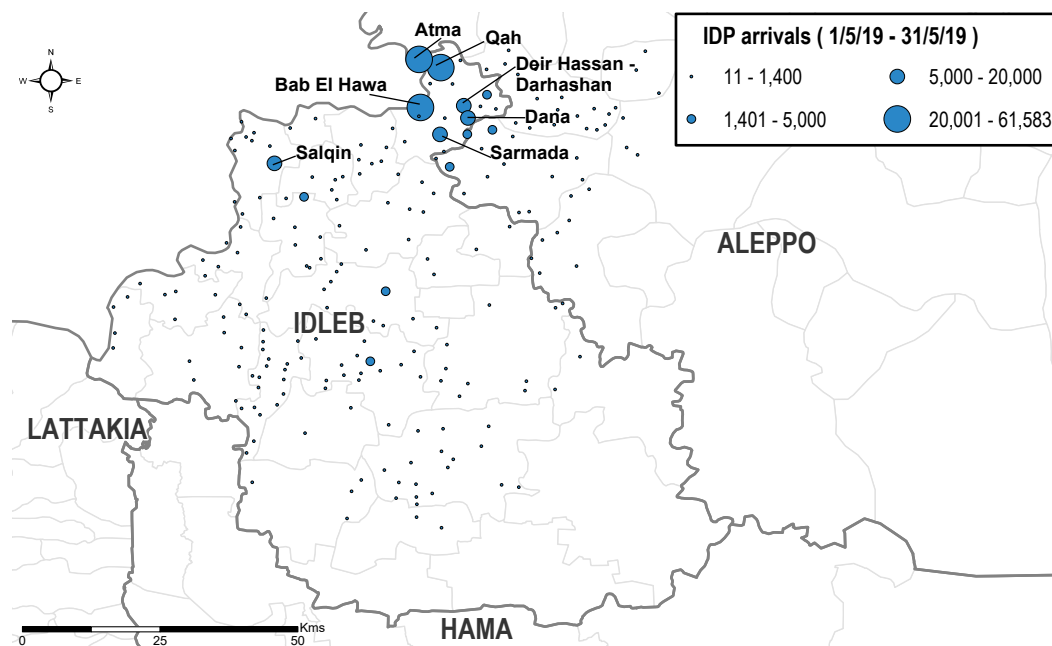 IDP arrivals ( 1/5/19 - 31/5/19 )
11 - 1,400
5,000 - 20,000
1,401 - 5,000
20,001 - 61,583
N
W
E
S
Atma
Qah
Deir Hassan -
Darhashan
Bab El Hawa
Dana
Sarmada
Salqin
ALEPPO
IDLEB
LATTAKIA
HAMA
Kms
0
25
50